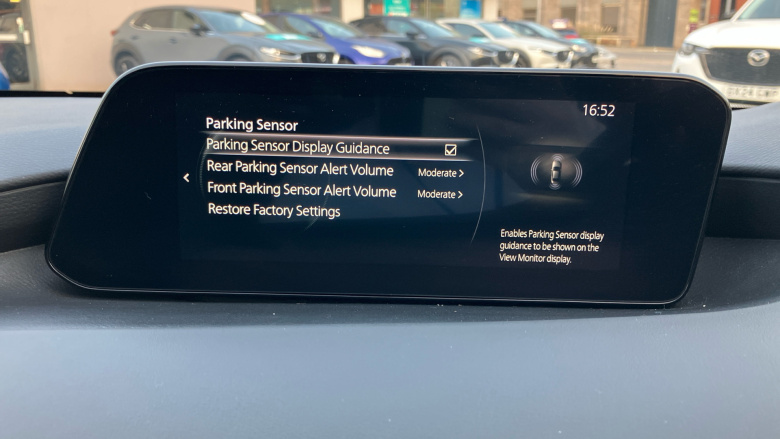 16:52
Parking Sensor
Parking Sensor Display Guidance
Rear Parking Sensor Alert Volume Moderate >
Front Parking Sensor Alert Volume Moderate >
Restore Factory Settings
Enables Parking Sensor display
guidance to be shown on the
View Monitor display.